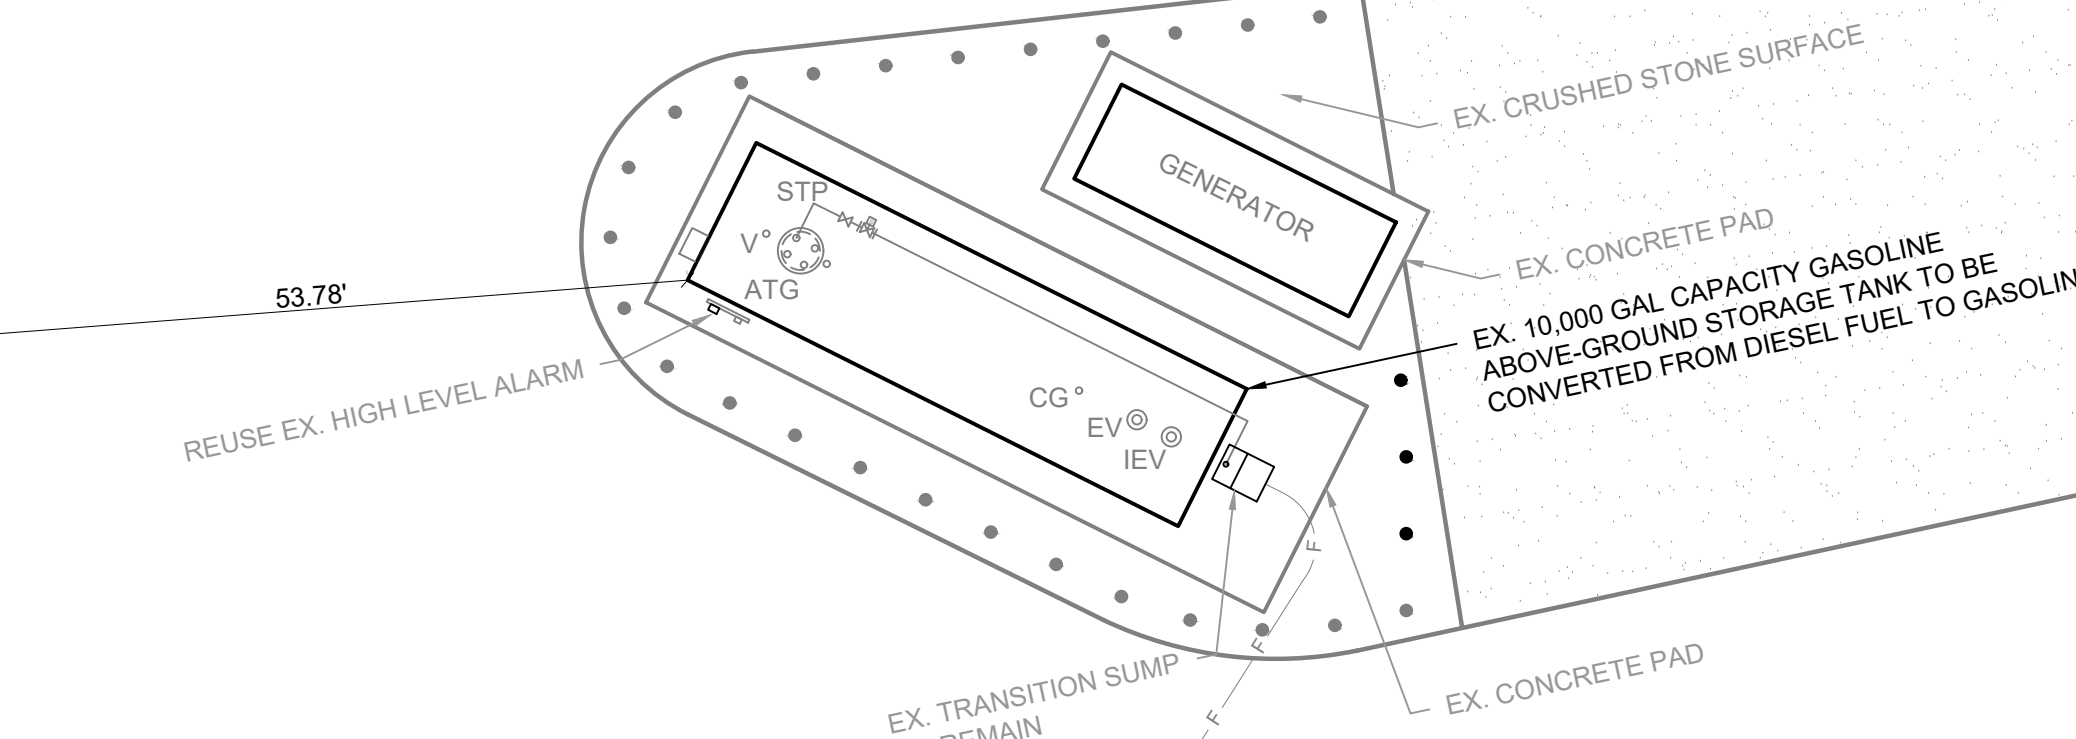 EX. CRUSHED STONE SURFACE
GENERATOR
STP
V
ATG
53.78'
EX. CONCRETE PAD
EX. 10,000 GAL CAPACITY GASOLINE
ABOVE-GROUND STORAGE TANK TO BE
CONVERTED FROM DIESEL FUEL TO GASOLIN
REUSE EX. HIGH LEVEL ALARM
CG
EV
IEV
F
F
F
EX. TRANSITION SUMP
REMAIN
EX. CONCRETE PAD